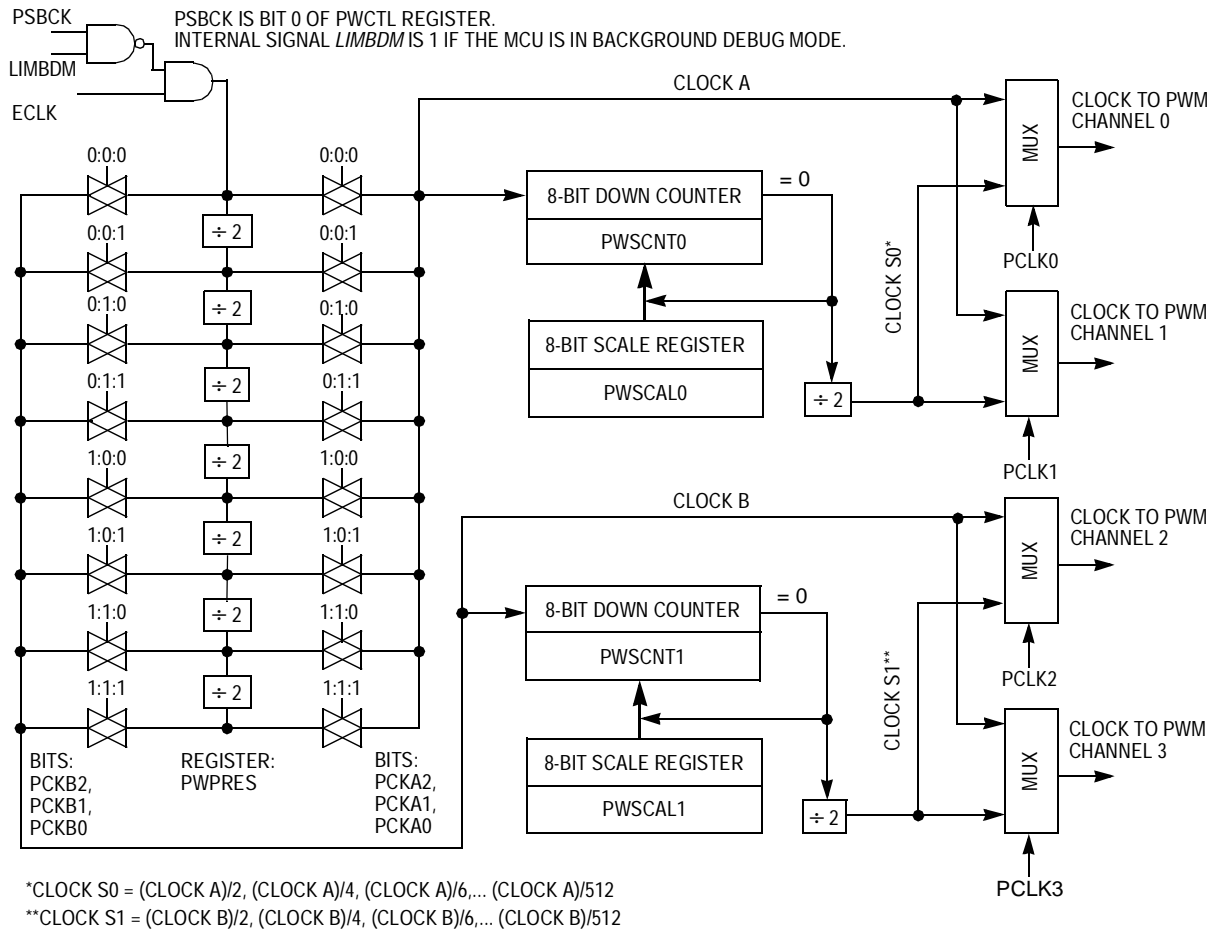 PSBCK
PSBCK IS BIT 0 OF PWCTL REGISTER.
INTERNAL SIGNAL LIMBDM IS 1 IF THE MCU IS IN BACKGROUND DEBUG MODE.
LIMBDM
ECLK
CLOCK A
CLOCK TO PWM
CHANNEL 0
MUX
PCLK0
0:0:0
0:0:0
8-BIT DOWN COUNTER
= 0
PWSCNT0
÷ 2
0:0:1
0:0:1
÷ 2
CLOCK S0*
CLOCK TO PWM
CHANNEL 1
MUX
PCLK1
0:1:0
0:1:0
8-BIT SCALE REGISTER
PWSCAL0
÷ 2
÷ 2
0:1:1
0:1:1
÷ 2
1:0:0
1:0:0
÷ 2
CLOCK B
CLOCK TO PWM
CHANNEL 2
MUX
PCLK2
1:0:1
1:0:1
8-BIT DOWN COUNTER
= 0
PWSCNT1
÷ 2
1:1:0
1:1:0
÷ 2
CLOCK S1**
CLOCK TO PWM
CHANNEL 3
MUX
PCLK3
1:1:1
1:1:1
8-BIT SCALE REGISTER
PWSCAL1
÷ 2
BITS:
PCKB2,
PCKB1,
PCKB0
REGISTER:
PWPRES
BITS:
PCKA2,
PCKA1,
PCKA0
*CLOCK S0 = (CLOCK A)/2, (CLOCK A)/4, (CLOCK A)/6,... (CLOCK A)/512
**CLOCK S1 = (CLOCK B)/2, (CLOCK B)/4, (CLOCK B)/6,... (CLOCK B)/512